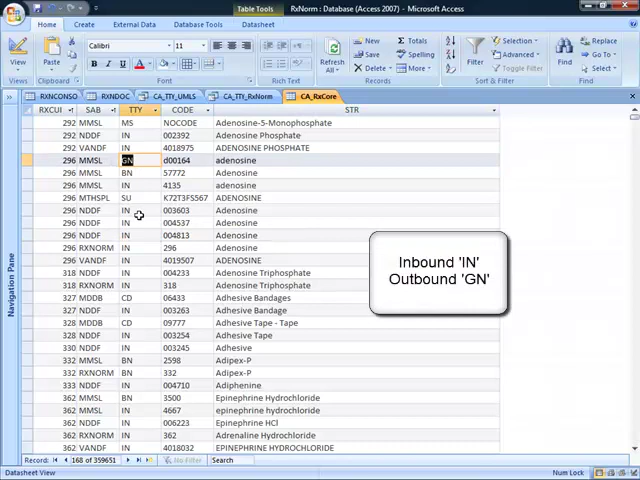 Table Tools
RxNorm : Database (Access 2007) - Microsoft Access
Home Create External Data Database Tools Datasheet
View
Paste
Calibri 11
B I U
Refresh All
New Totals
Save Spelling
Delete More
Filter
Selection
Advanced
Toggle Filter
Find
Replace
Go To
Select
RXNCONSO RXNDOC CA_TTY_UMLS CA_TTY_RxNorm CA_RxCore
RXCUI SAB TTY CODE STR
292 MMSL MS NOCODE Adenosine-5-Monophosphate
292 NDDF IN 002392 Adenosine Phosphate
292 VANDF IN 4018975 ADENOSINE PHOSPHATE
296 MMSL GN d00164 adenosine
296 MMSL BN 57772 Adenosine
296 MMSL IN 4135 adenosine
296 MTHSPL SU K72T3FS567 ADENOSINE
296 NDDF IN 003603 Adenosine
296 NDDF IN 004537 Adenosine
296 NDDF IN 004813 Adenosine
296 RXNORM IN 296 Adenosine
296 VANDF IN 4019507 ADENOSINE
318 NDDF IN 004233 Adenosine Triphosphate
318 RXNORM IN 318 Adenosine Triphosphate
327 MDDB CD 06433 Adhesive Bandages
327 NDDF IN 003263 Adhesive Bandage
328 MDDB CD 09777 Adhesive Tape - Tape
328 NDDF IN 003254 Adhesive Tape
330 NDDF IN 003245 Adhesive
332 MMSL BN 2598 Adipex-P
332 RXNORM BN 332 Adipex-P
333 NDDF IN 004710 Adiphenine
362 MMSL BN 3500 Epinephrine Hydrochloride
362 MMSL IN 4667 epinephrine hydrochloride
362 NDDF IN 006223 Epinephrine HCl
362 RXNORM IN 362 Adrenaline Hydrochloride
362 VANDF IN 4018032 EPINEPHRINE HYDROCHLORIDE
Inbound 'IN'
Outbound 'GN'
Navigation Pane
Record: 168 of 359651 No Filter Search
Datasheet View
Num Lock